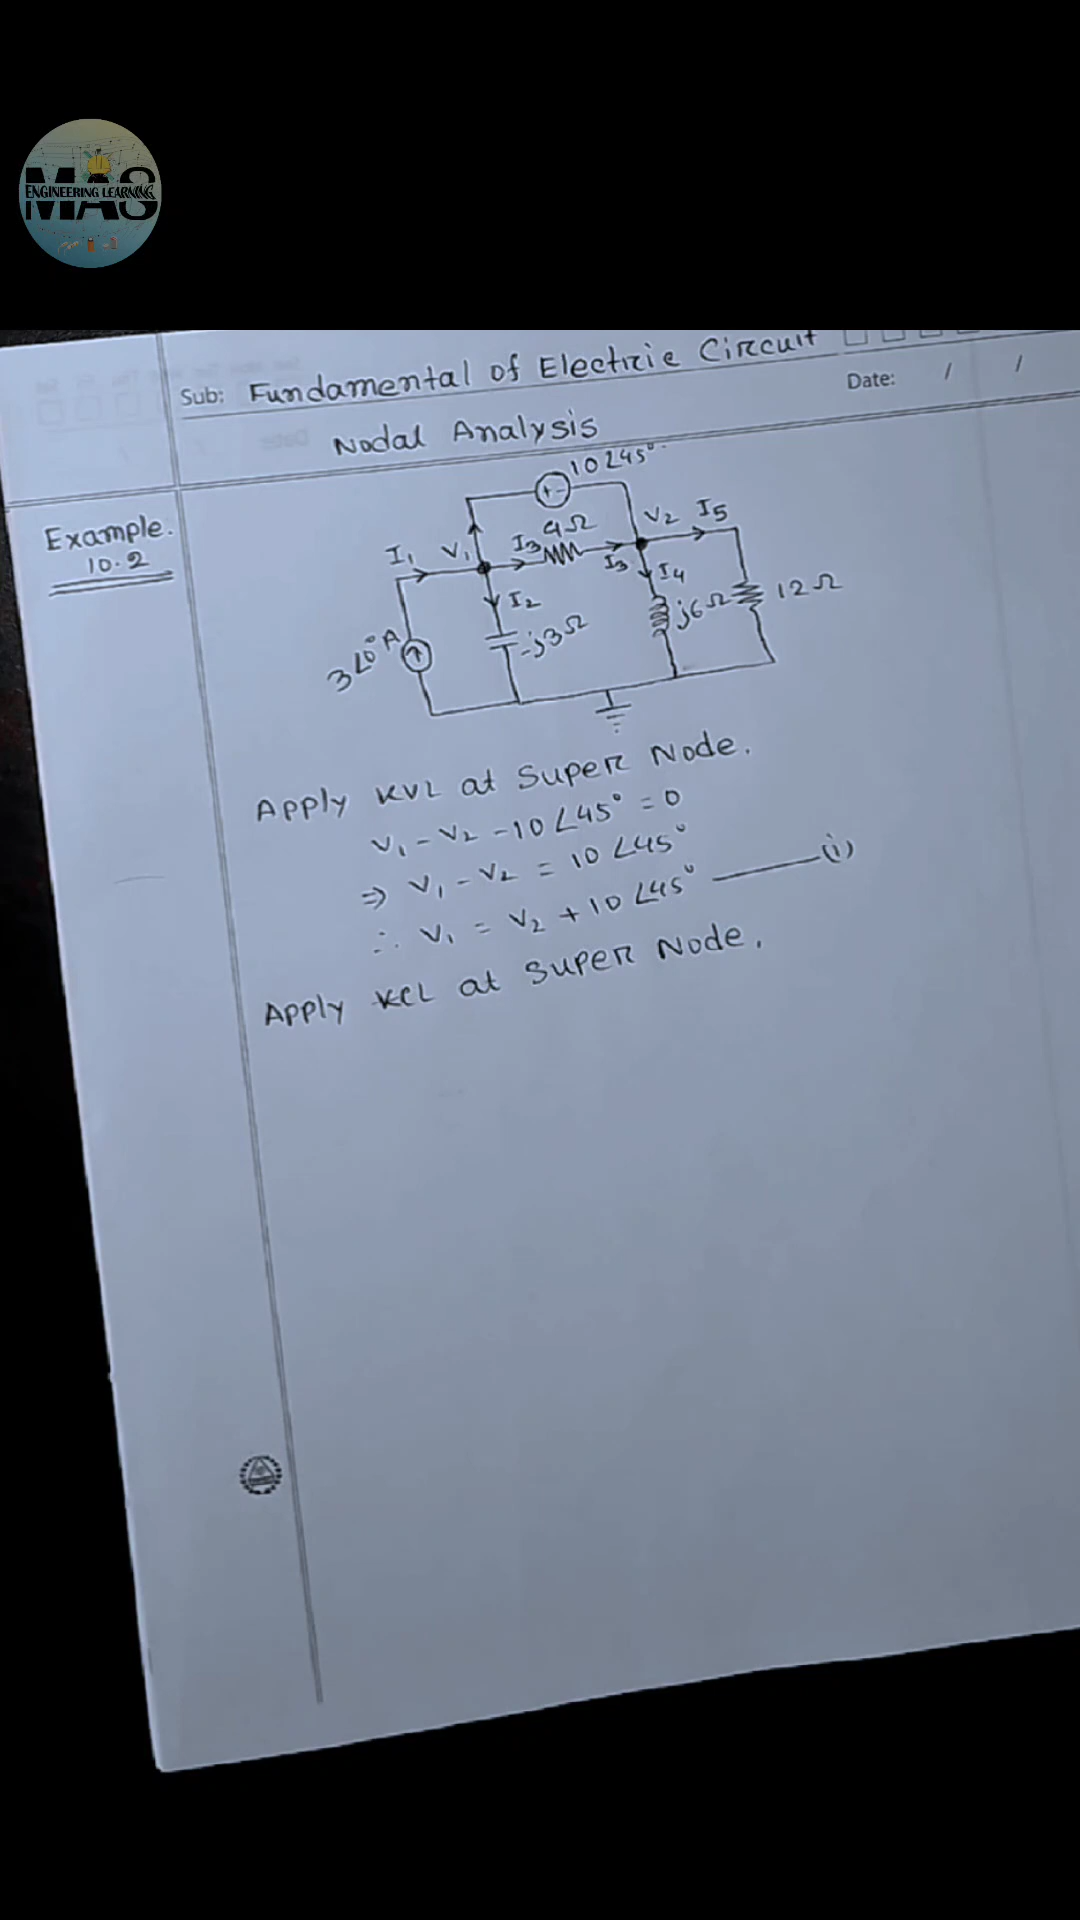 MAS
ENGINEERING LEARNING
Sub: Fundamental of Electric Circuit
Date: / /
Nodal Analysis
Example.
10.2
10∠45°
I1 V1 I3 4Ω I3 V2 I5
I2 I4
3∠0°A -j3Ω j6Ω 12Ω
+ -
Apply KVL at Super Node.
V1 - V2 - 10∠45° = 0
⇒ V1 - V2 = 10∠45°
∴ V1 = V2 + 10∠45° (i)
Apply KCL at Super Node.